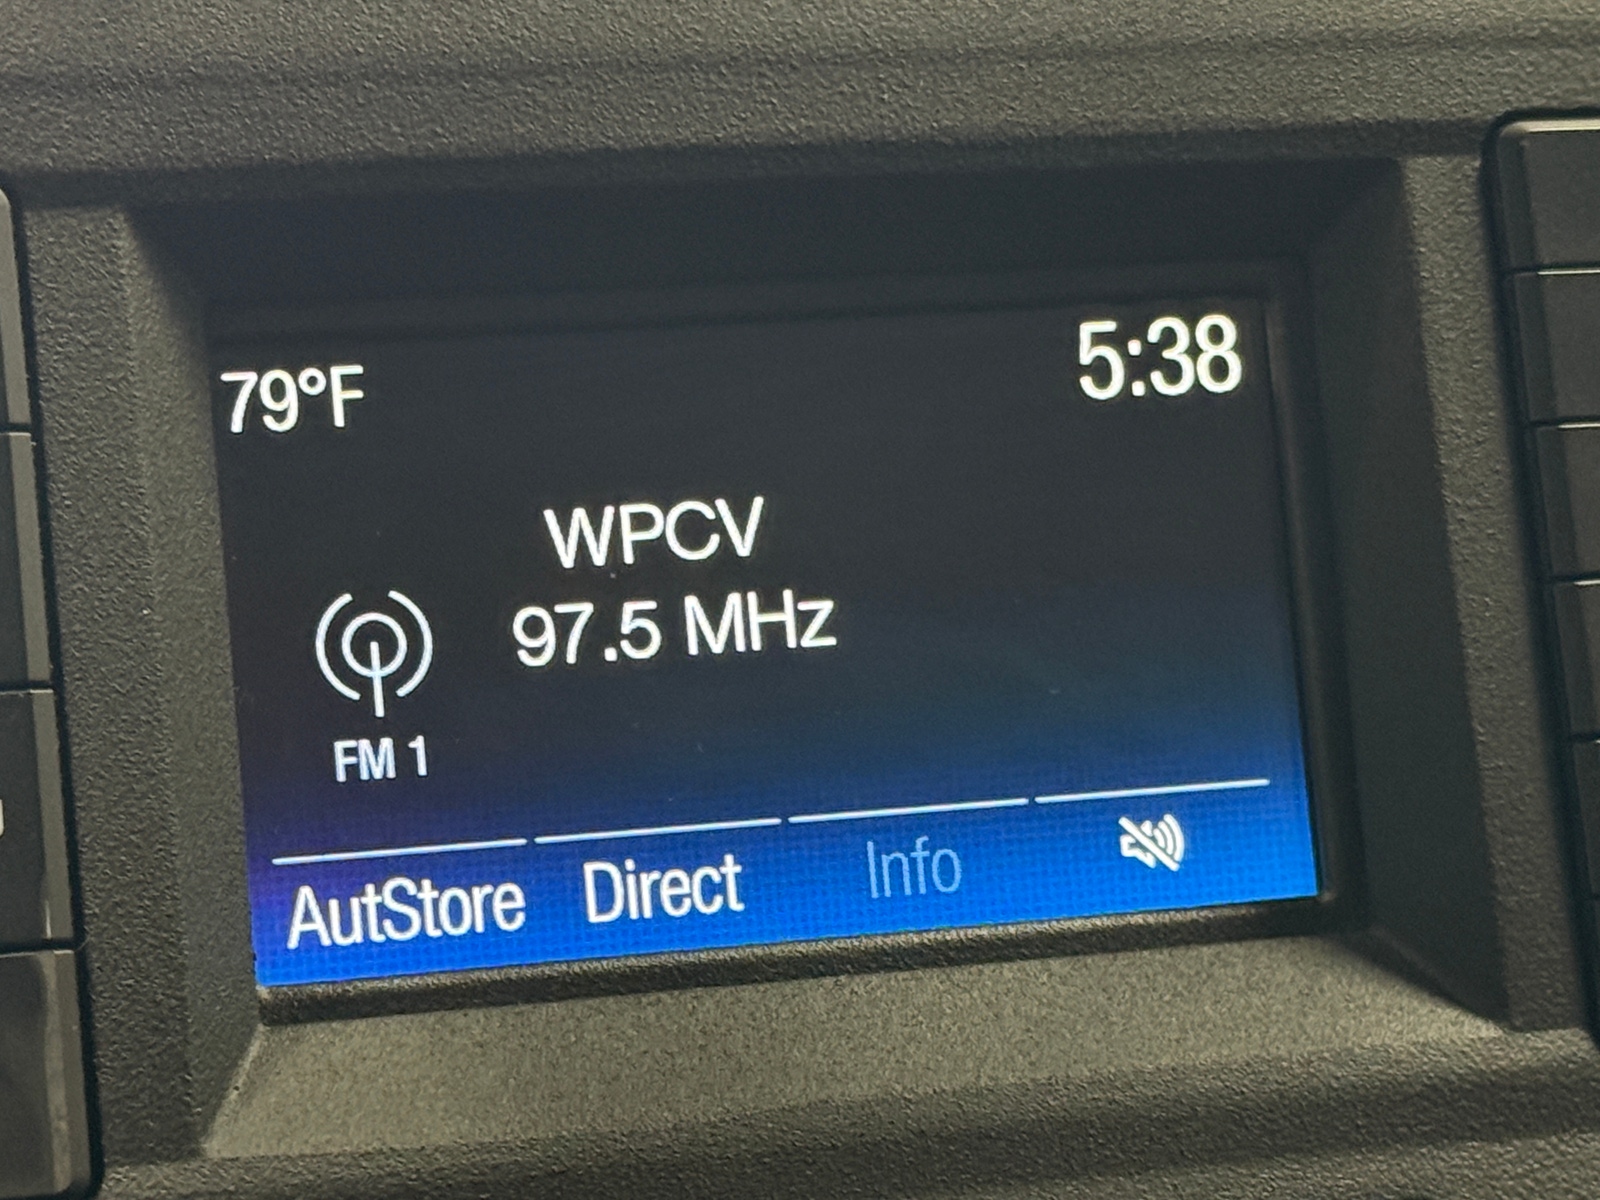 79°F
5:38
WPCV
97.5 MHz
FM 1
AutStore
Direct
Info